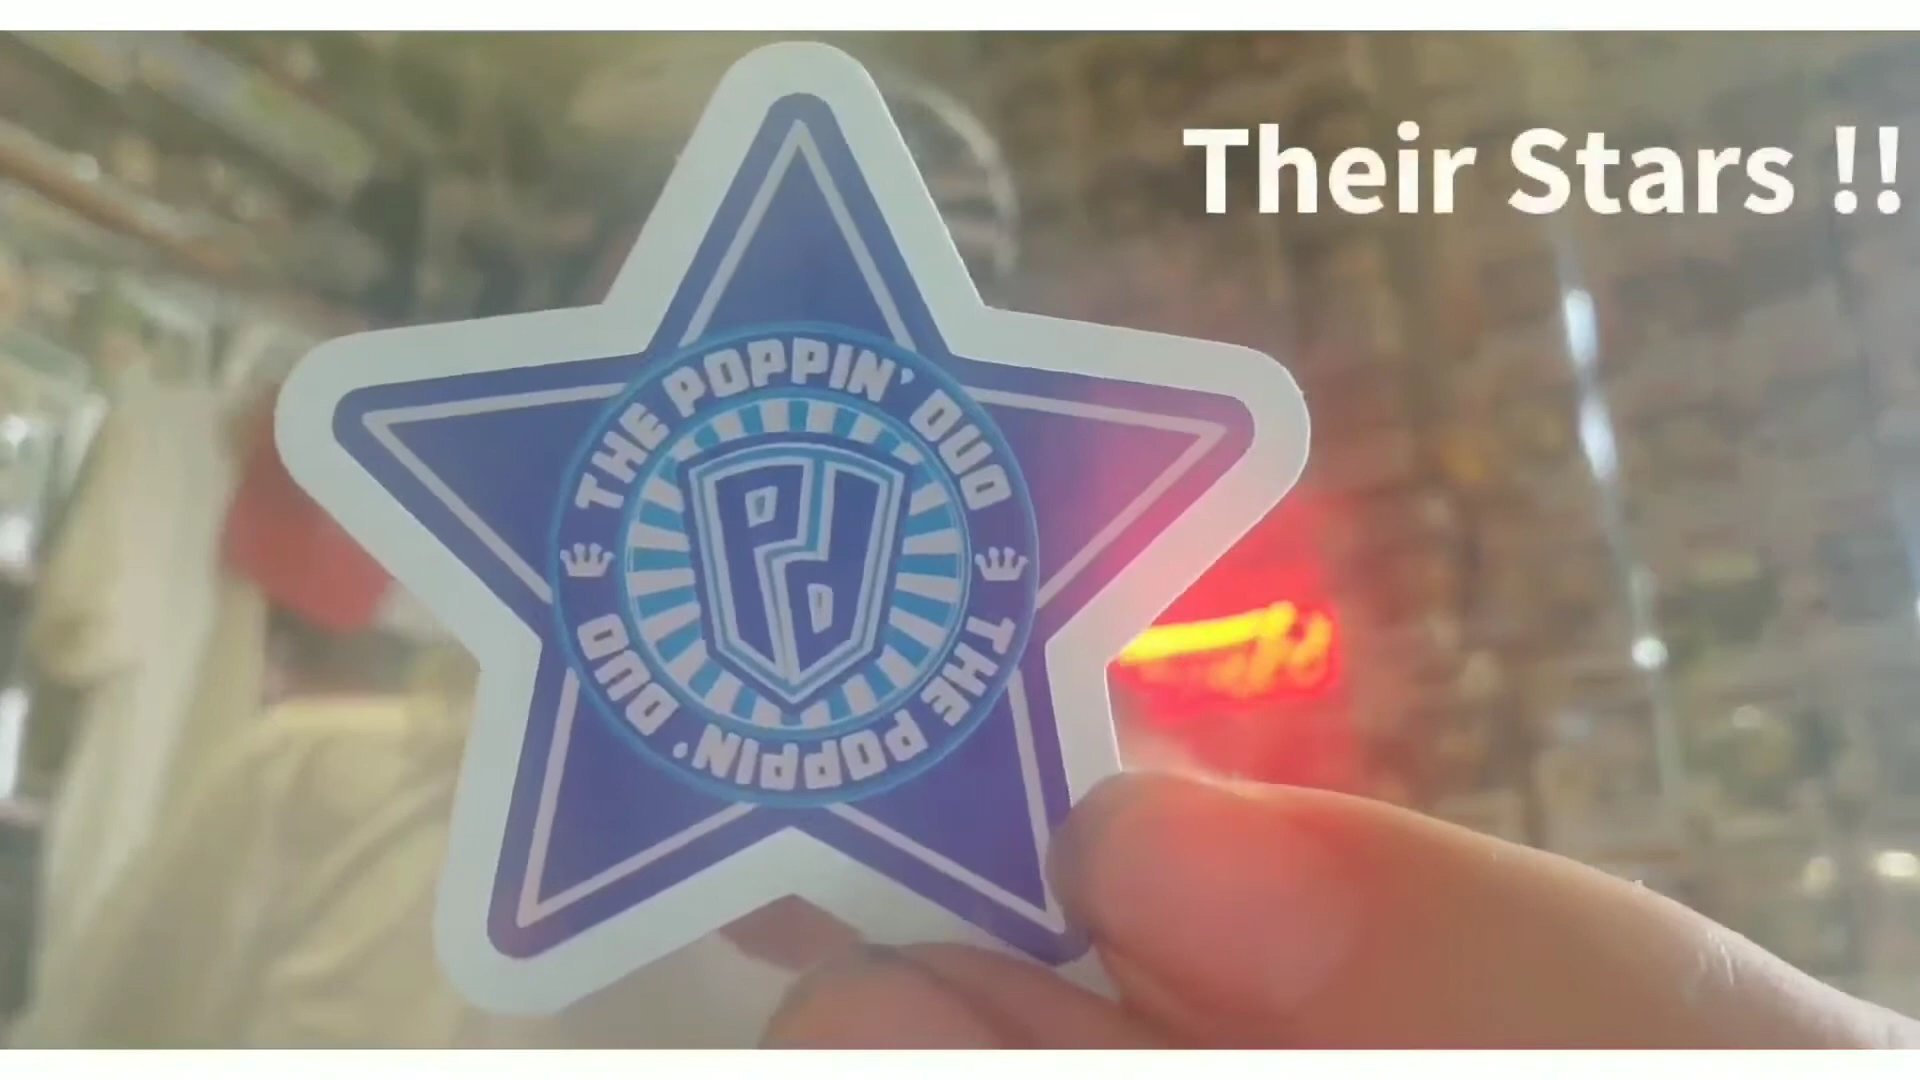 Their Stars !!
THE POPPIN' DUO
Pd
THE POPPIN' DUO